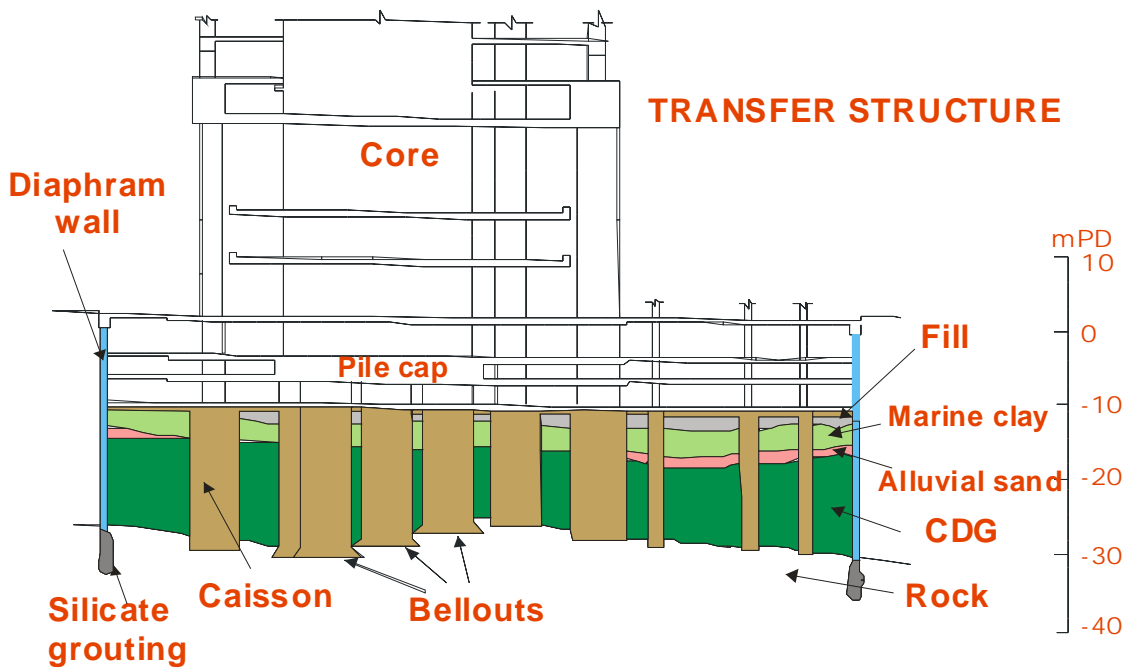 TRANSFER STRUCTURE
Core
Diaphram
wall
mPD
10
0
Fill
Pile cap
-10
Marine clay
Alluvial sand
-20
CDG
-30
Caisson
Bellouts
Rock
Silicate
grouting
-40